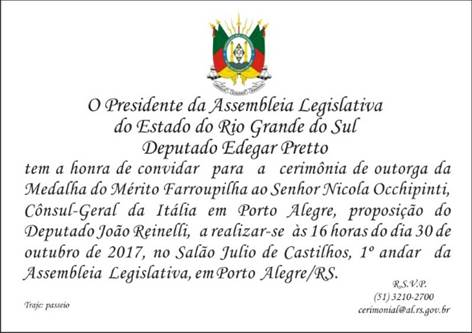 O Presidente da Assembleia Legislativa
do Estado do Rio Grande do Sul
Deputado Edegar Pretto
tem a honra de convidar para a cerimônia de outorga da
Medalha do Mérito Farroupilha ao Senhor Nicola Occhipinti,
Cônsul-Geral da Itália em Porto Alegre, proposição do
Deputado João Reinelli, a realizar-se às 16 horas do dia 30 de
outubro de 2017, no Salão Julio de Castilhos, 1º andar da
Assembleia Legislativa, em Porto Alegre/RS.
R.S.V.P.
(51) 3210-2700
cerimonial@al.rs.gov.br
Traje: passeio